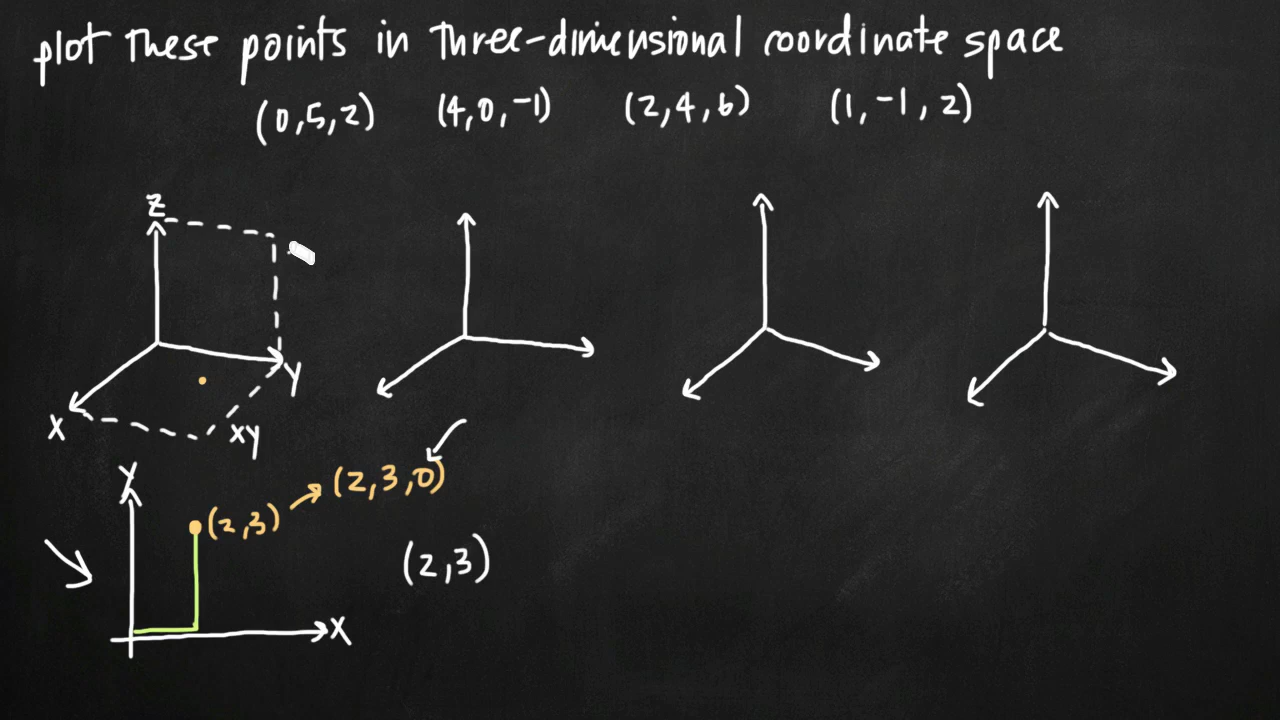 plot these points in three-dimensional coordinate space
(0,5,2) (4,0,-1) (2,4,6) (1,-1,2)
z
y
x
xy
y
(2,3) (2,3,0)
(2,3)
x